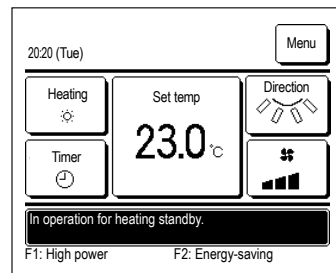 20:20 (Tue)
Menu
Heating
Set temp
Direction
23.0 °C
Timer
In operation for heating standby.
F1: High power F2: Energy-saving